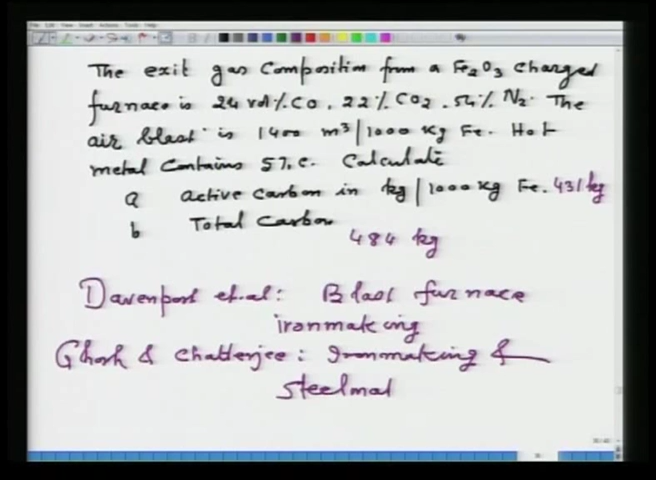 The exit gas composition from a Fe2O3 charged
furnace is 24 vol% CO, 22% CO2, 54% N2. The
air blast is 1400 m³/1000 kg Fe. Hot
metal contains 5% C. Calculate
a active carbon in kg/1000 kg Fe. 431 kg
b Total Carbon
484 kg
Davenport et.al: Blast furnace
ironmaking
Ghosh & Chatterjee: Ironmaking &
steelmal